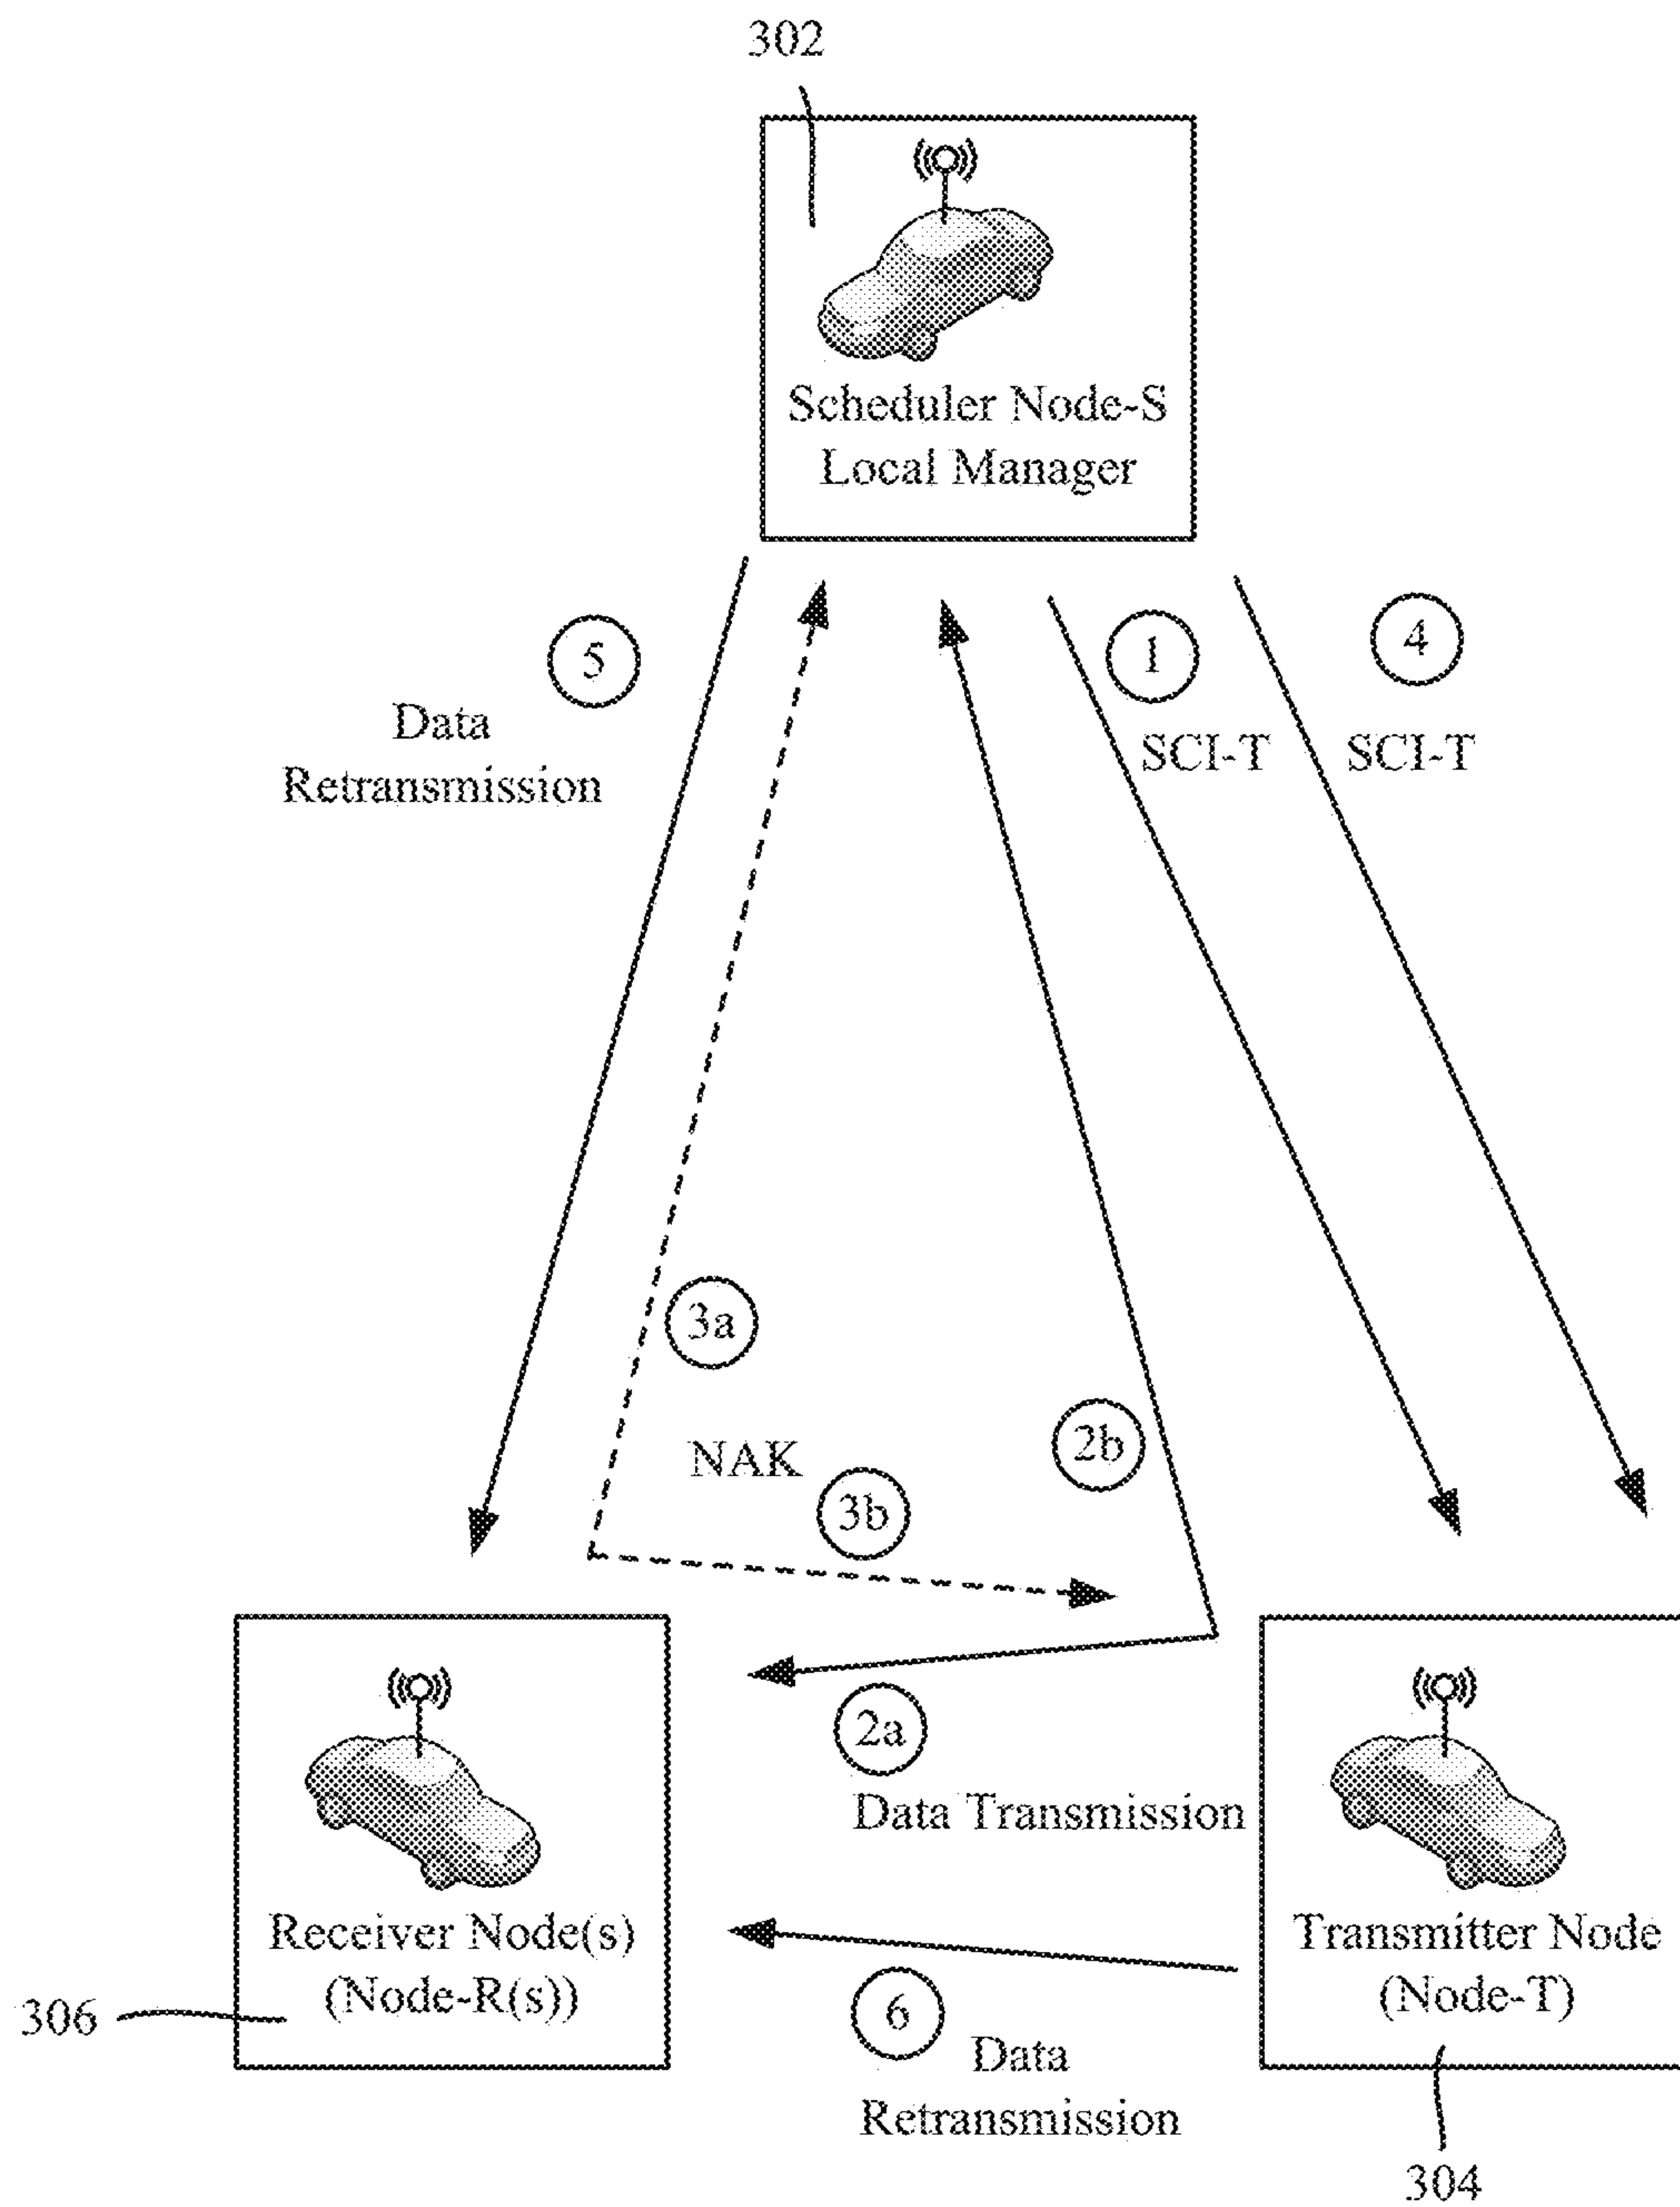 302
Scheduler Node-S
Local Manager
5
1
4
Data
Retransmission
SCI-T
SCI-T
3a
2b
NAK
3b
2a
Data Transmission
Receiver Node(s)
(Node-R(s))
Transmitter Node
(Node-T)
306
6
Data
Retransmission
304